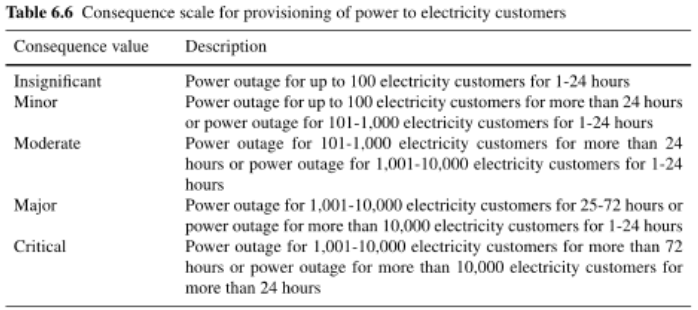 Table 6.6 Consequence scale for provisioning of power to electricity customers
Consequence value Description
Insignificant Power outage for up to 100 electricity customers for 1-24 hours
Minor Power outage for up to 100 electricity customers for more than 24 hours
or power outage for 101-1,000 electricity customers for 1-24 hours
Moderate Power outage for 101-1,000 electricity customers for more than 24
hours or power outage for 1,001-10,000 electricity customers for 1-24
hours
Major Power outage for 1,001-10,000 electricity customers for 25-72 hours or
power outage for more than 10,000 electricity customers for 1-24 hours
Critical Power outage for 1,001-10,000 electricity customers for more than 72
hours or power outage for more than 10,000 electricity customers for
more than 24 hours